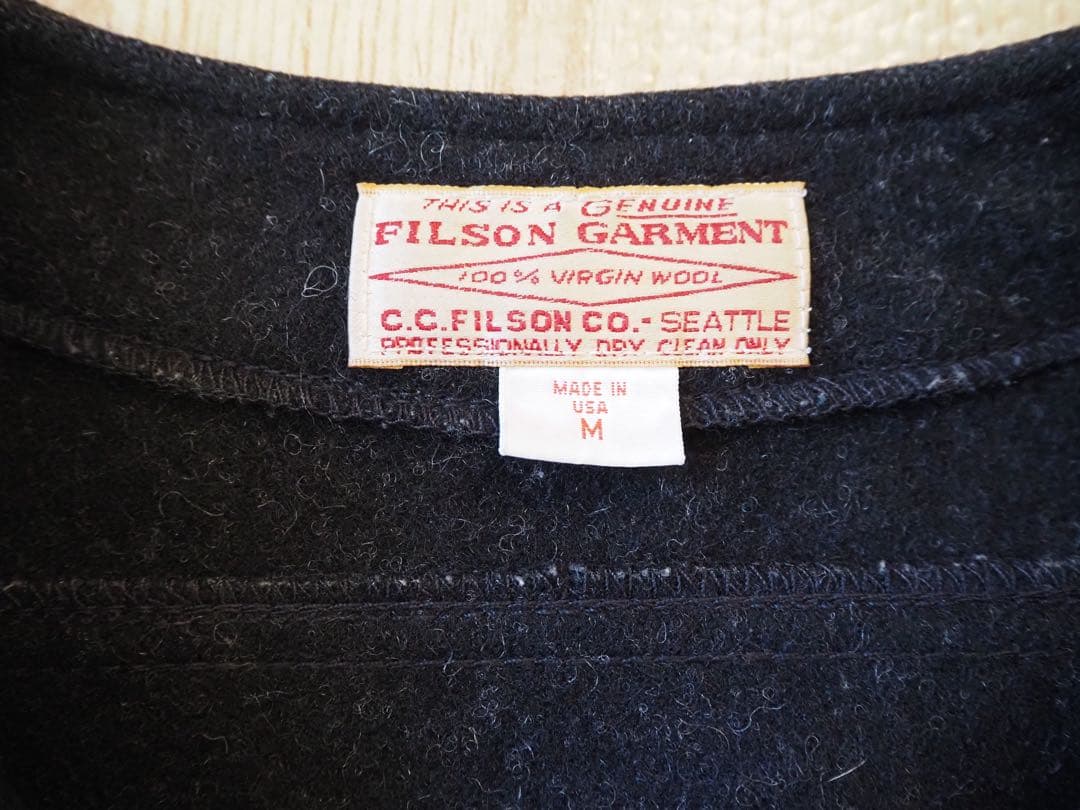 THIS IS A GENUINE
FILSON GARMENT
100% VIRGIN WOOL
C.C. FILSON CO. - SEATTLE
PROFESSIONALLY DRY CLEAN ONLY
MADE IN
USA
M